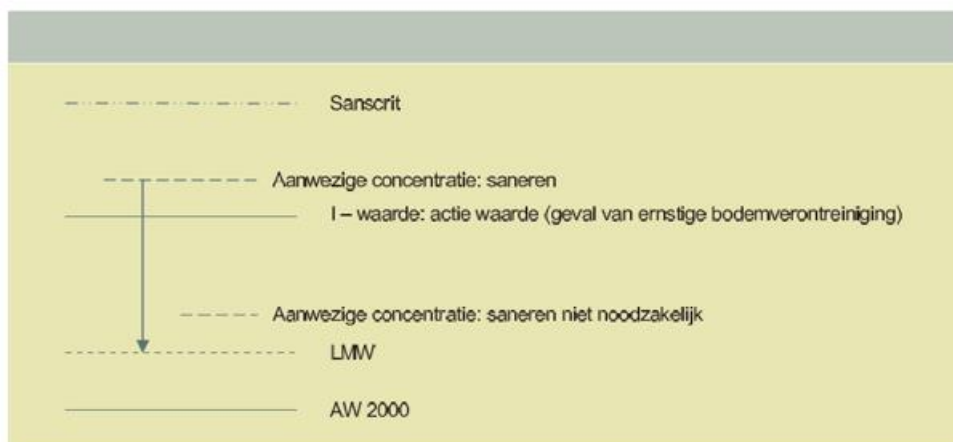 Sanscrit
Aanwezige concentratie: saneren
I – waarde: actie waarde (geval van ernstige bodemverontreiniging)
Aanwezige concentratie: saneren niet noodzakelijk
LMW
AW 2000